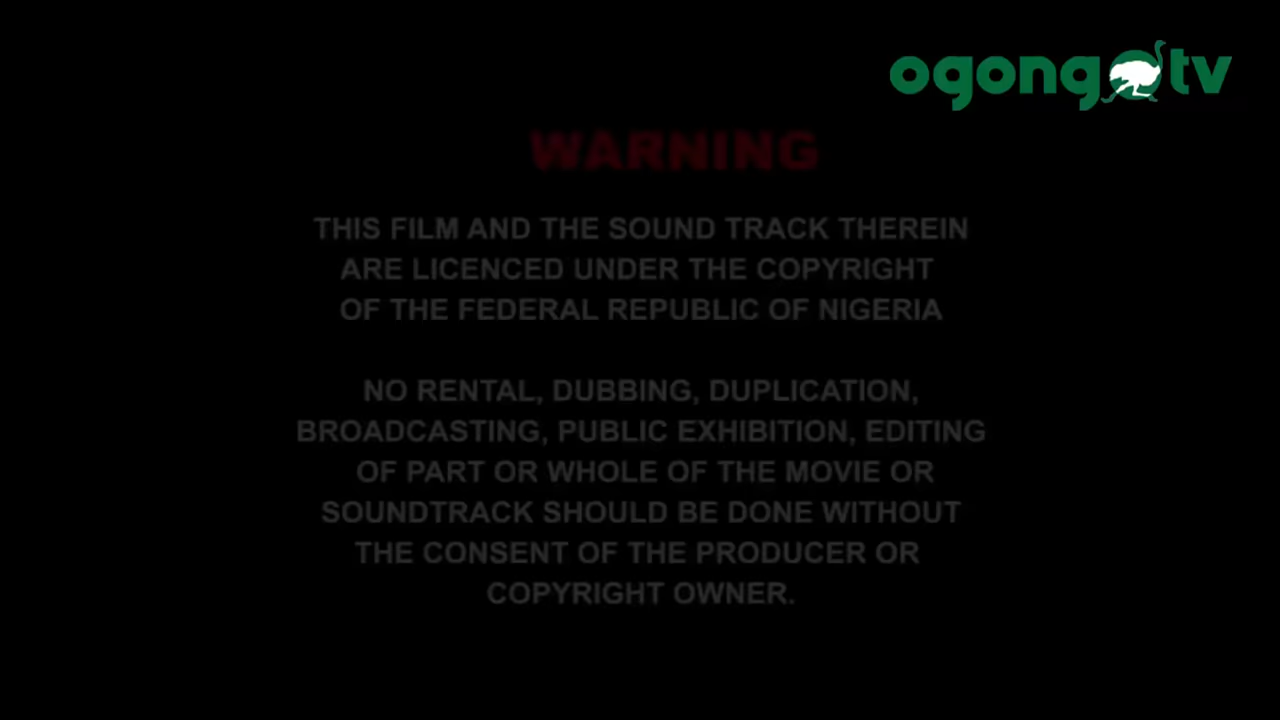 ogongo tv
WARNING
THIS FILM AND THE SOUND TRACK THEREIN
ARE LICENCED UNDER THE COPYRIGHT
OF THE FEDERAL REPUBLIC OF NIGERIA
NO RENTAL, DUBBING, DUPLICATION,
BROADCASTING, PUBLIC EXHIBITION, EDITING
OF PART OR WHOLE OF THE MOVIE OR
SOUNDTRACK SHOULD BE DONE WITHOUT
THE CONSENT OF THE PRODUCER OR
COPYRIGHT OWNER.